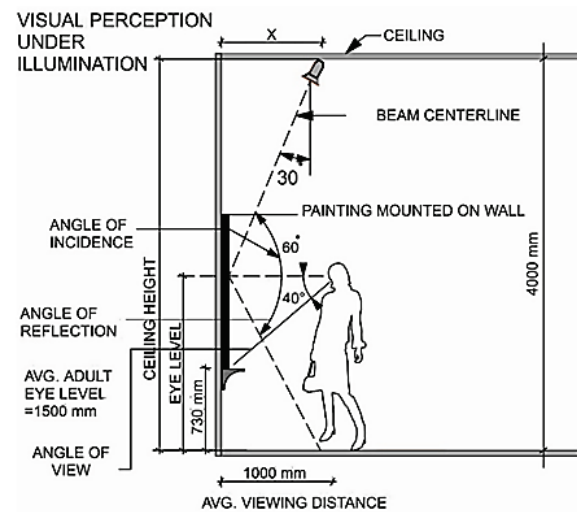 VISUAL PERCEPTION
UNDER
ILLUMINATION
X
CEILING
BEAM CENTERLINE
30°
PAINTING MOUNTED ON WALL
ANGLE OF
INCIDENCE
60°
40°
ANGLE OF
REFLECTION
CEILING HEIGHT
EYE LEVEL
730 mm
4000 mm
AVG. ADULT
EYE LEVEL
=1500 mm
ANGLE OF
VIEW
1000 mm
AVG. VIEWING DISTANCE